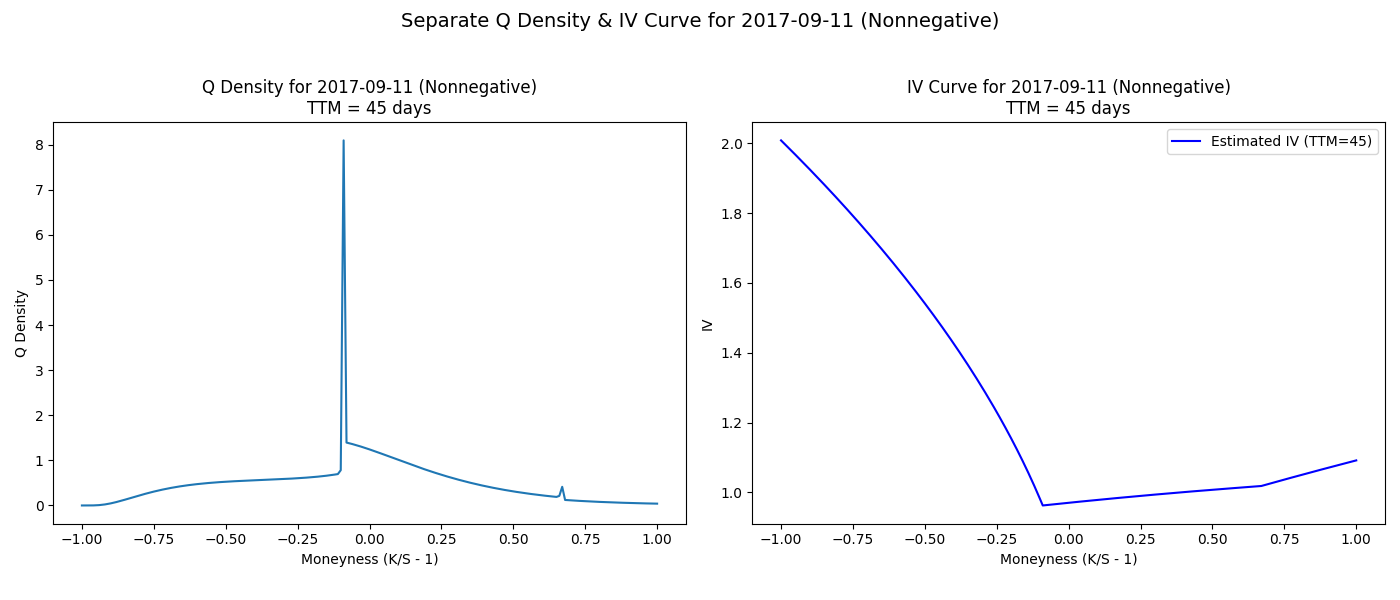 Separate Q Density & IV Curve for 2017-09-11 (Nonnegative)
Q Density for 2017-09-11 (Nonnegative)
TTM = 45 days
8
7
6
5
4
3
2
1
0
Q Density
−1.00 −0.75 −0.50 −0.25 0.00 0.25 0.50 0.75 1.00
Moneyness (K/S - 1)
IV Curve for 2017-09-11 (Nonnegative)
TTM = 45 days
Estimated IV (TTM=45)
2.0
1.8
1.6
1.4
1.2
1.0
IV
−1.00 −0.75 −0.50 −0.25 0.00 0.25 0.50 0.75 1.00
Moneyness (K/S - 1)